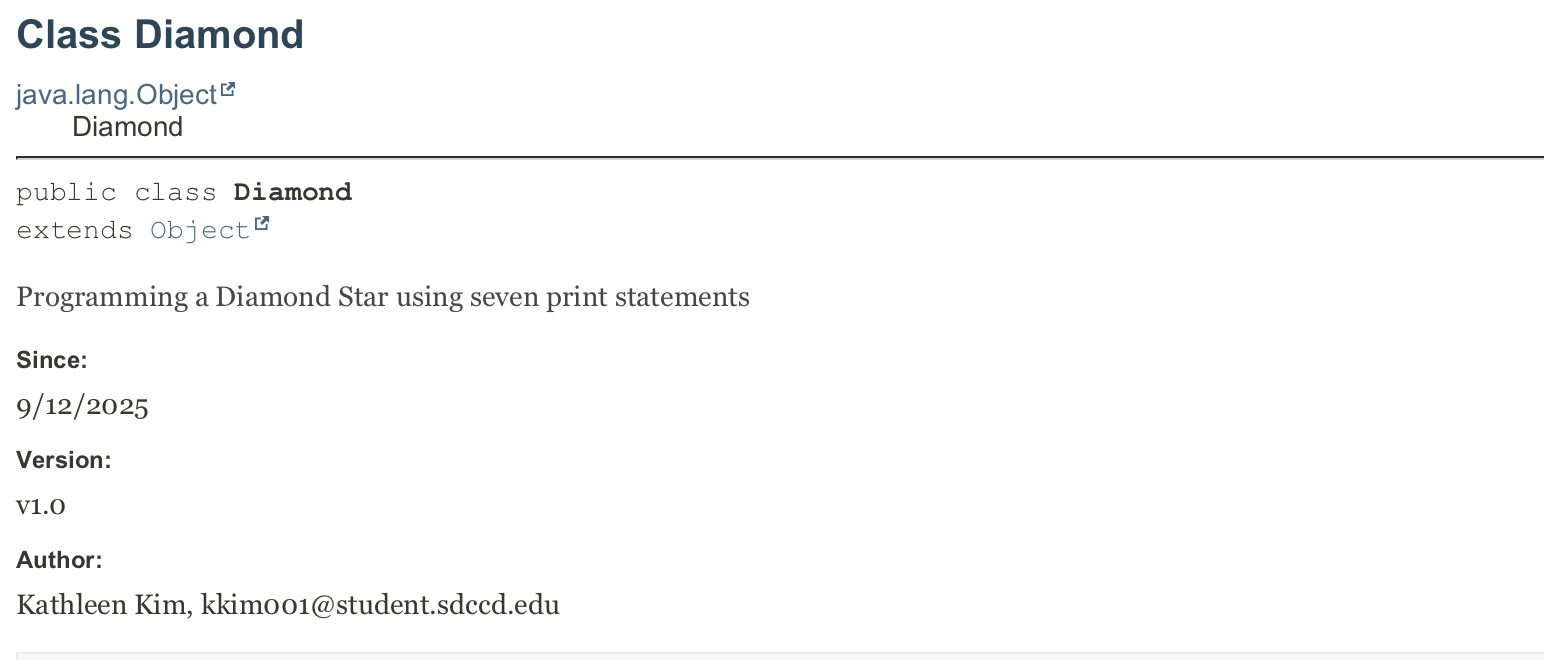 Class Diamond
java.lang.Object
Diamond
public class Diamond
extends Object
Programming a Diamond Star using seven print statements
Since:
9/12/2025
Version:
v1.0
Author:
Kathleen Kim, kkim001@student.sdccd.edu